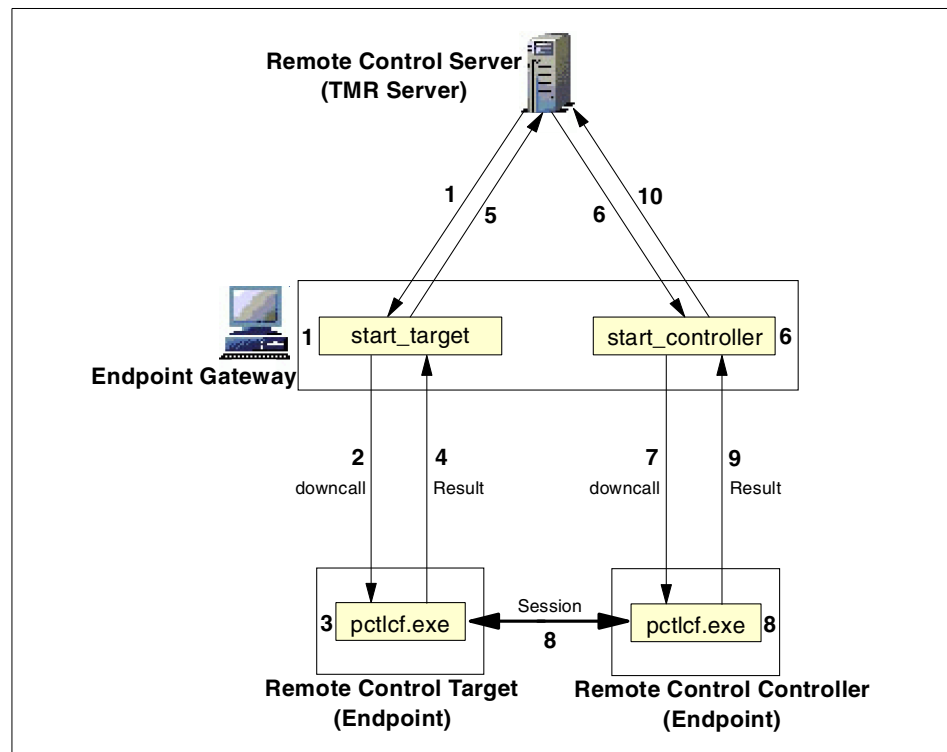 Remote Control Server
(TMR Server)
1
5
6
10
1
start_target
start_controller
6
Endpoint Gateway
2
downcall
4
Result
7
downcall
9
Result
3
pctlcf.exe
Session
8
pctlcf.exe
8
Remote Control Target
(Endpoint)
Remote Control Controller
(Endpoint)